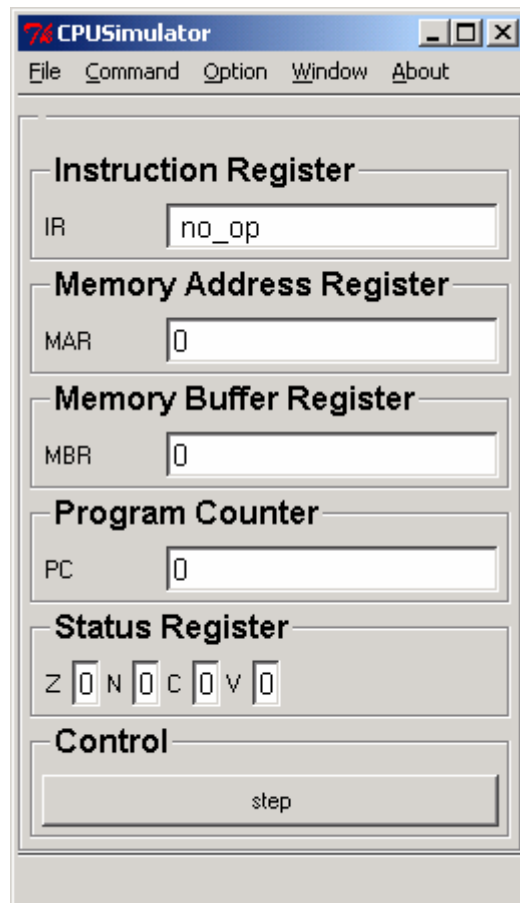 7% CPUSimulator
File Command Option Window About
Instruction Register
IR no_op
Memory Address Register
MAR 0
Memory Buffer Register
MBR 0
Program Counter
PC 0
Status Register
Z 0 N 0 C 0 V 0
Control
step